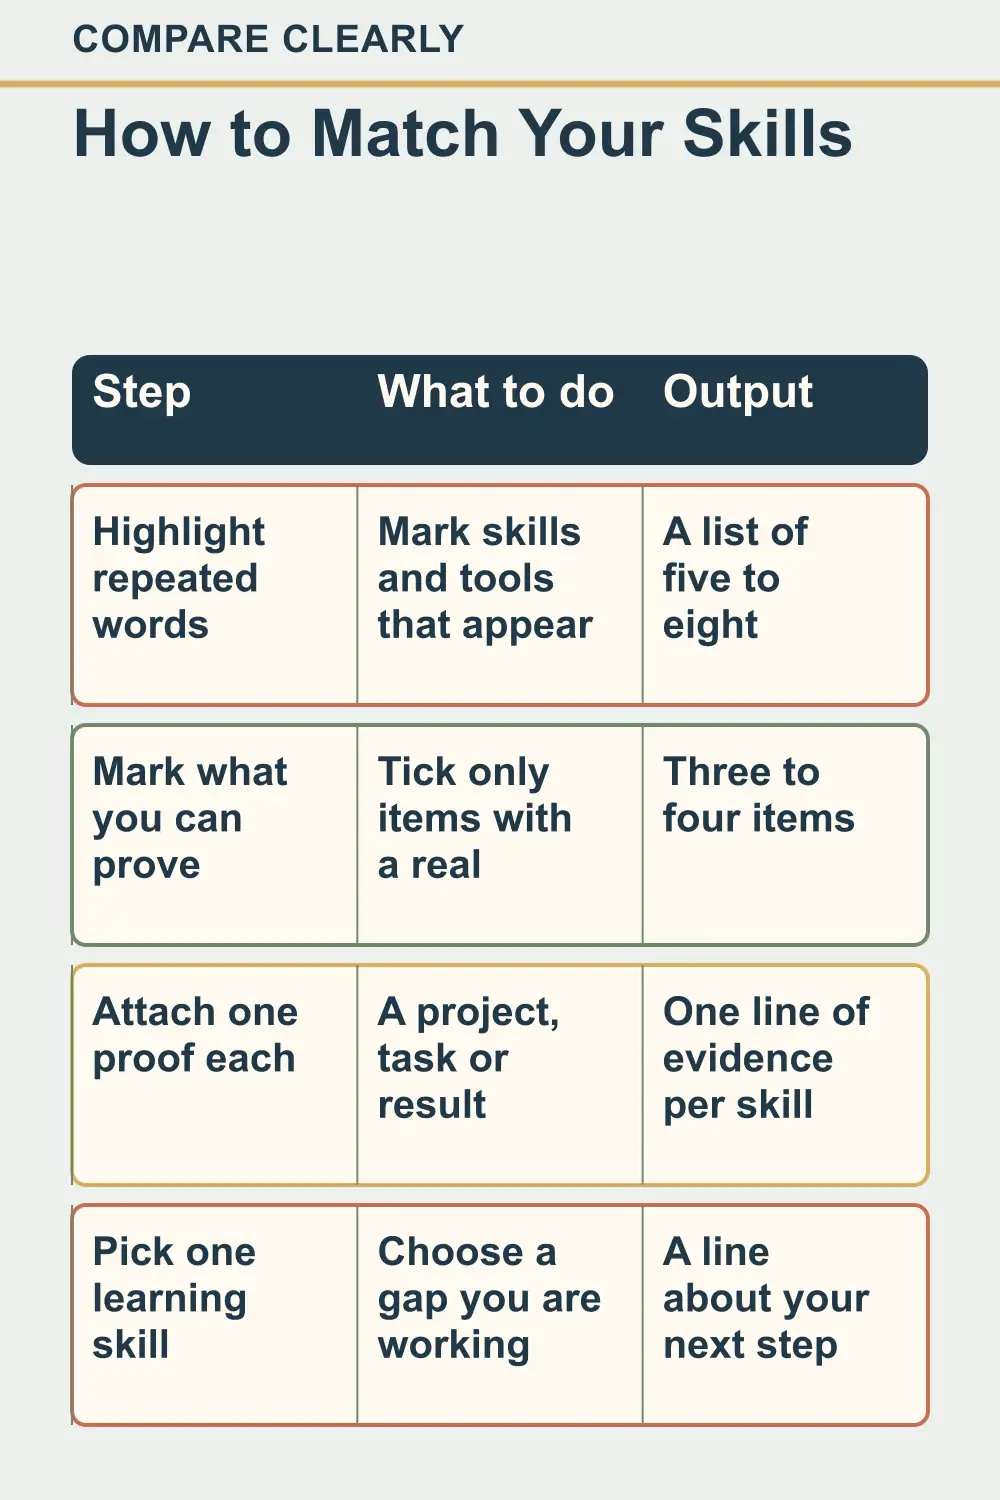 COMPARE CLEARLY
How to Match Your Skills
Step
What to do
Output
Highlight
repeated
words
Mark skills
and tools
that appear
A list of
five to
eight
Mark what
you can
prove
Tick only
items with
a real
Three to
four items
Attach one
proof each
A project,
task or
result
One line of
evidence
per skill
Pick one
learning
skill
Choose a
gap you are
working
A line
about your
next step